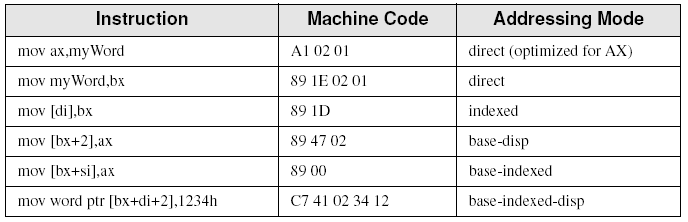 Instruction Machine Code Addressing Mode
mov ax,myWord A1 02 01 direct (optimized for AX)
mov myWord,bx 89 1E 02 01 direct
mov [di],bx 89 1D indexed
mov [bx+2],ax 89 47 02 base-disp
mov [bx+si],ax 89 00 base-indexed
mov word ptr [bx+di+2],1234h C7 41 02 34 12 base-indexed-disp